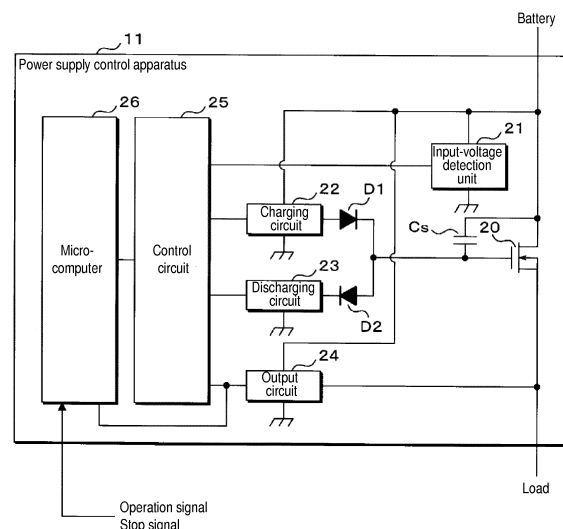 Battery
11
Power supply control apparatus
26
25
21
Input-voltage
detection
unit
22
D1
Charging
circuit
Cs
20
Micro-
computer
Control
circuit
23
Discharging
circuit
D2
24
Output
circuit
Load
Operation signal
Stop signal